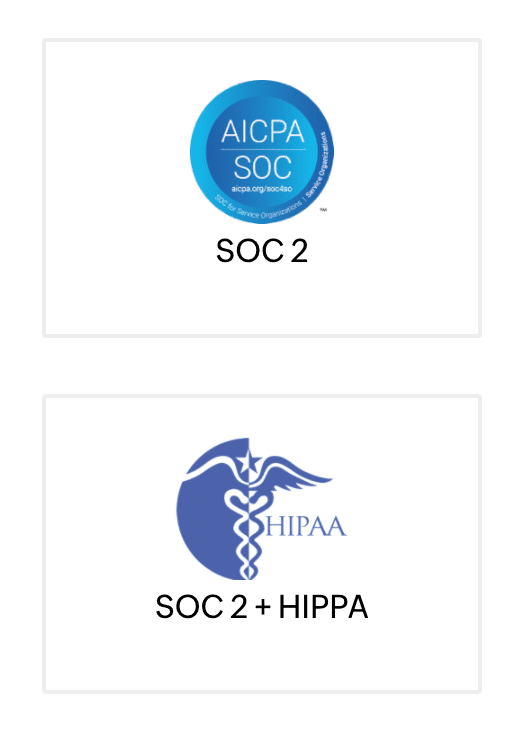 AICPA
SOC
aicpa.org/soc4so
SOC for Service Organizations | Service Organizations
™
SOC 2
HIPAA
SOC 2 + HIPPA